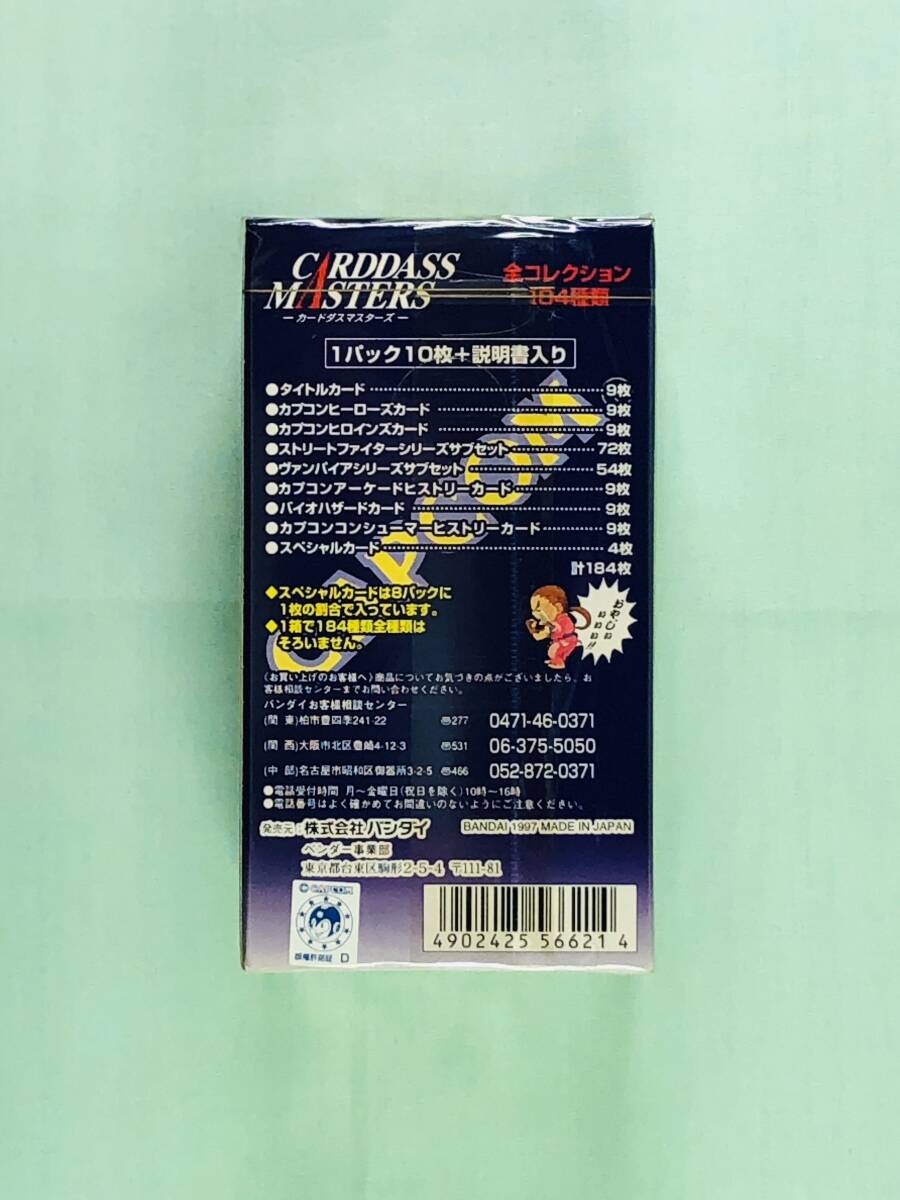 CARDDASS
MASTERS
―カードダスマスターズ―
全コレクション
184種類
1パック10枚+説明書入り
●タイトルカード 9枚
●カプコンヒーローズカード 9枚
●カプコンヒロインズカード 9枚
●ストリートファイターシリーズサブセット 72枚
●ヴァンパイアシリーズサブセット 54枚
●カプコンアーケードヒストリーカード 9枚
●バイオハザードカード 9枚
●カプコンコンシューマーヒストリーカード 9枚
●スペシャルカード 4枚
計184枚
CAPCOM
◆スペシャルカードは8パックに
1枚の割合で入っています。
◆1箱で184種類全種類は
そろいません。
おやじぃ
ぃぃぃ!!
〈お買い上げのお客様へ〉商品についてお気づきの点がございましたら、お
客様相談センターまでお問い合わせください。
バンダイお客様相談センター
(関 東)柏市豊四季241-22 〠277 0471-46-0371
(関 西)大阪市北区豊崎4-12-3 〠531 06-375-5050
(中 部)名古屋市昭和区御器所3-2-5 〠466 052-872-0371
●電話受付時間 月〜金曜日(祝日を除く)10時〜16時
●電話番号はよく確かめてお間違いのないようにご注意ください。
発売元:株式会社バンダイ
BANDAI 1997 MADE IN JAPAN
ベンダー事業部
東京都台東区駒形2-5-4 〒111-81
©CAPCOM
版権許諾証 D
4902425 566214